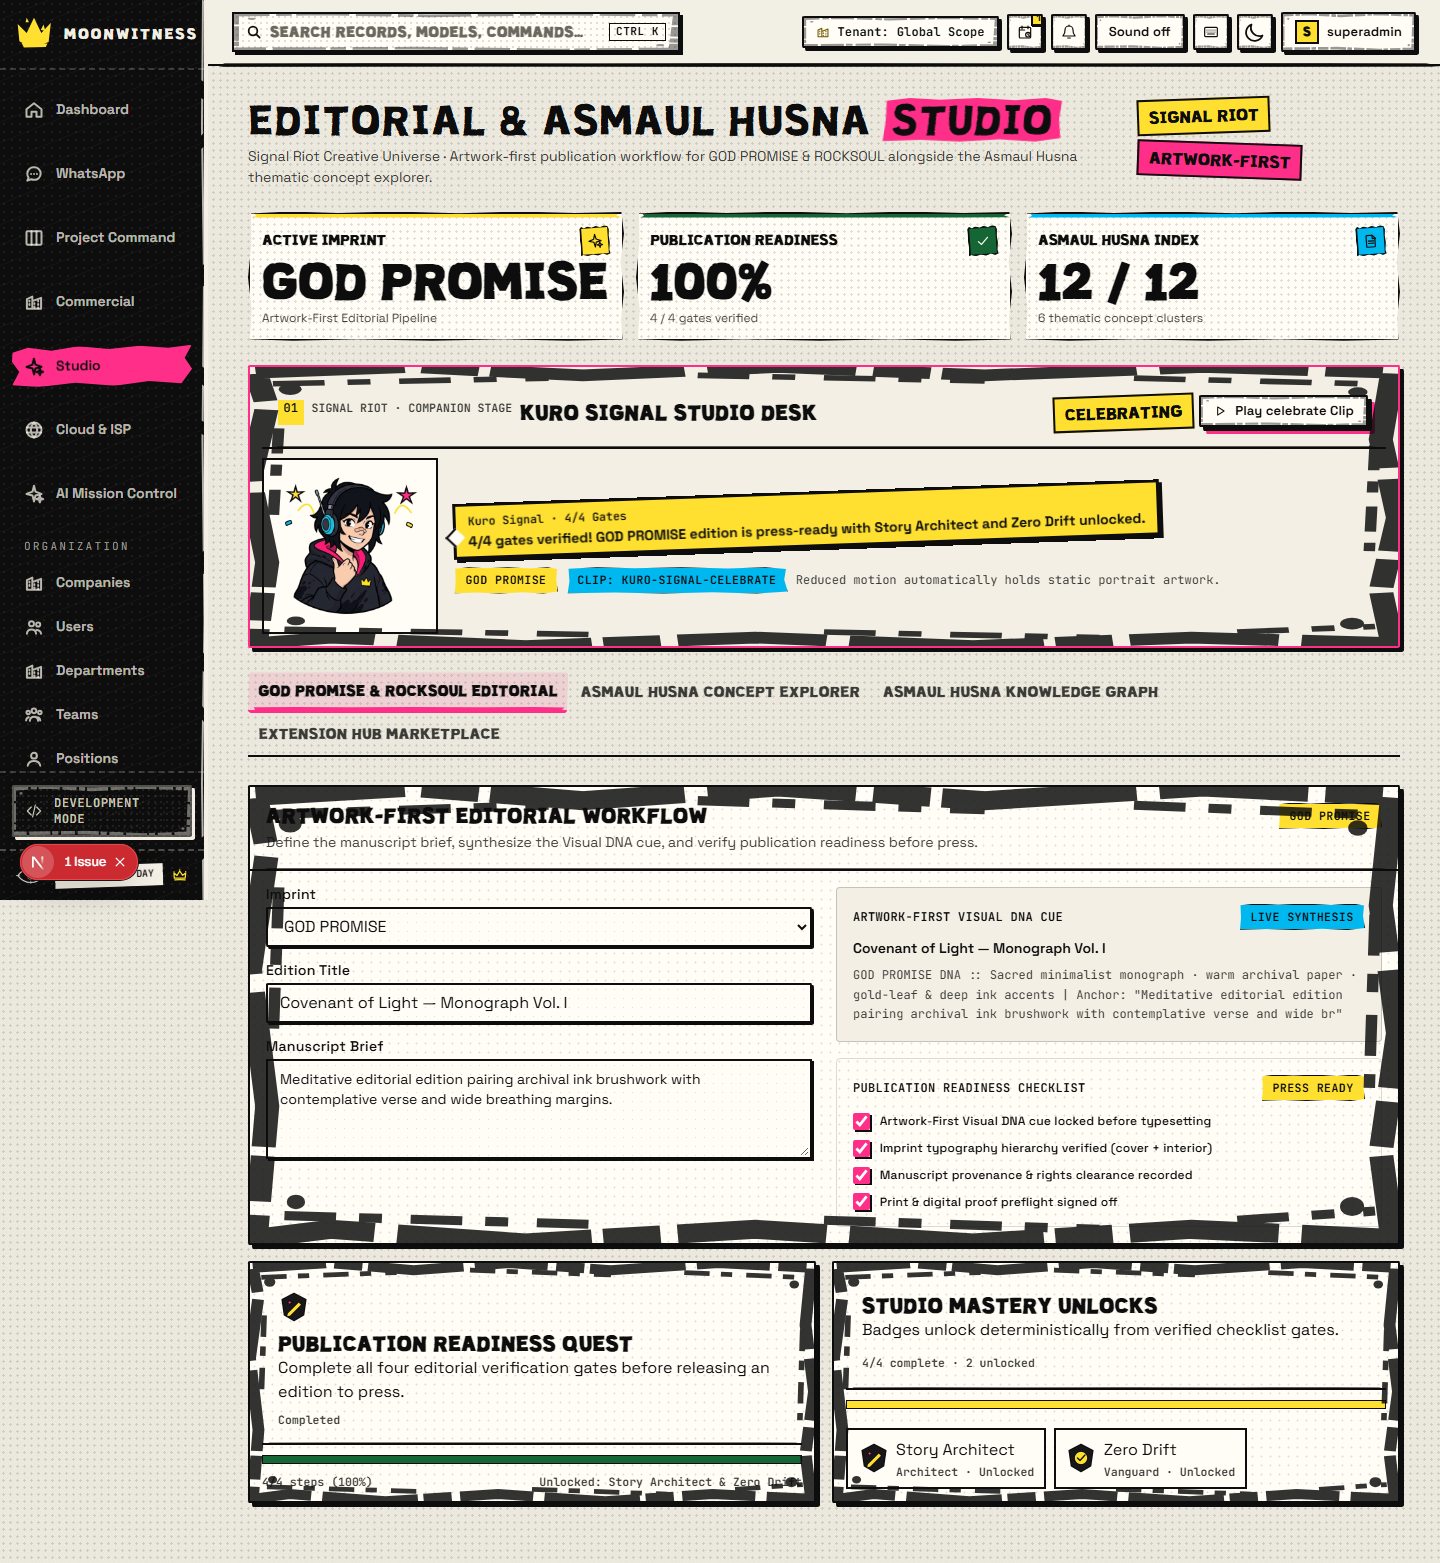 MOONWITNESS
SEARCH RECORDS, MODELS, COMMANDS...
CTRL K
Tenant: Global Scope
Sound off
$
superadmin
Dashboard
WhatsApp
Project Command
Commercial
Studio
Cloud & ISP
AI Mission Control
ORGANIZATION
Companies
Users
Departments
Teams
Positions
DEVELOPMENT
MODE
N
1 Issue
DAY
EDITORIAL & ASMAUL HUSNA STUDIO
Signal Riot Creative Universe · Artwork-first publication workflow for GOD PROMISE & ROCKSOUL alongside the Asmaul Husna
thematic concept explorer.
SIGNAL RIOT
ARTWORK-FIRST
ACTIVE IMPRINT
GOD PROMISE
Artwork-First Editorial Pipeline
PUBLICATION READINESS
100%
4 / 4 gates verified
ASMAUL HUSNA INDEX
12 / 12
6 thematic concept clusters
01
SIGNAL RIOT · COMPANION STAGE
KURO SIGNAL STUDIO DESK
CELEBRATING
Play celebrate Clip
Kuro Signal · 4/4 Gates
4/4 gates verified! GOD PROMISE edition is press-ready with Story Architect and Zero Drift unlocked.
GOD PROMISE
CLIP: KURO-SIGNAL-CELEBRATE
Reduced motion automatically holds static portrait artwork.
GOD PROMISE & ROCKSOUL EDITORIAL
ASMAUL HUSNA CONCEPT EXPLORER
ASMAUL HUSNA KNOWLEDGE GRAPH
EXTENSION HUB MARKETPLACE
ARTWORK-FIRST EDITORIAL WORKFLOW
GOD PROMISE
Define the manuscript brief, synthesize the Visual DNA cue, and verify publication readiness before press.
Imprint
GOD PROMISE
Edition Title
Covenant of Light — Monograph Vol. I
Manuscript Brief
Meditative editorial edition pairing archival ink brushwork with
contemplative verse and wide breathing margins.
ARTWORK-FIRST VISUAL DNA CUE
LIVE SYNTHESIS
Covenant of Light — Monograph Vol. I
GOD PROMISE DNA :: Sacred minimalist monograph · warm archival paper ·
gold-leaf & deep ink accents | Anchor: "Meditative editorial edition
pairing archival ink brushwork with contemplative verse and wide br"
PUBLICATION READINESS CHECKLIST
PRESS READY
Artwork-First Visual DNA cue locked before typesetting
Imprint typography hierarchy verified (cover + interior)
Manuscript provenance & rights clearance recorded
Print & digital proof preflight signed off
PUBLICATION READINESS QUEST
Complete all four editorial verification gates before releasing an
edition to press.
Completed
4/4 steps (100%)
Unlocked: Story Architect & Zero Drift
STUDIO MASTERY UNLOCKS
Badges unlock deterministically from verified checklist gates.
4/4 complete · 2 unlocked
Story Architect
Architect · Unlocked
Zero Drift
Vanguard · Unlocked